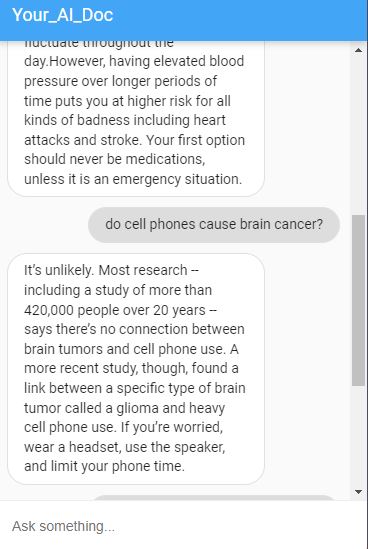 Your_AI_Doc
fluctuate throughout the
day.However, having elevated blood
pressure over longer periods of
time puts you at higher risk for all
kinds of badness including heart
attacks and stroke. Your first option
should never be medications,
unless it is an emergency situation.
do cell phones cause brain cancer?
It’s unlikely. Most research --
including a study of more than
420,000 people over 20 years --
says there’s no connection between
brain tumors and cell phone use. A
more recent study, though, found a
link between a specific type of brain
tumor called a glioma and heavy
cell phone use. If you’re worried,
wear a headset, use the speaker,
and limit your phone time.
Ask something...